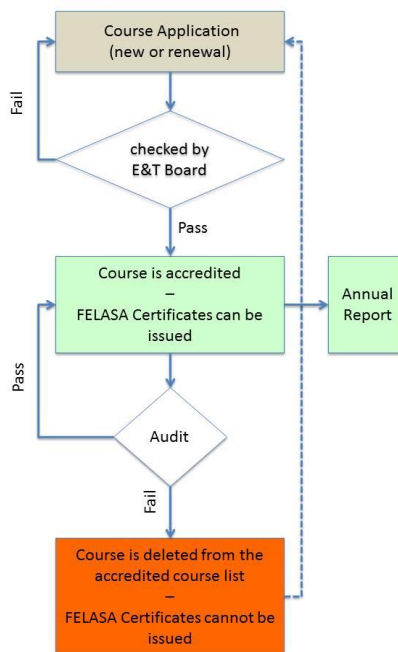 Course Application
(new or renewal)
Fail
checked by
E&T Board
Pass
Course is accredited
–
FELASA Certificates can be
issued
Annual
Report
Pass
Audit
Fail
Course is deleted from the
accredited course list
–
FELASA Certificates cannot be
issued